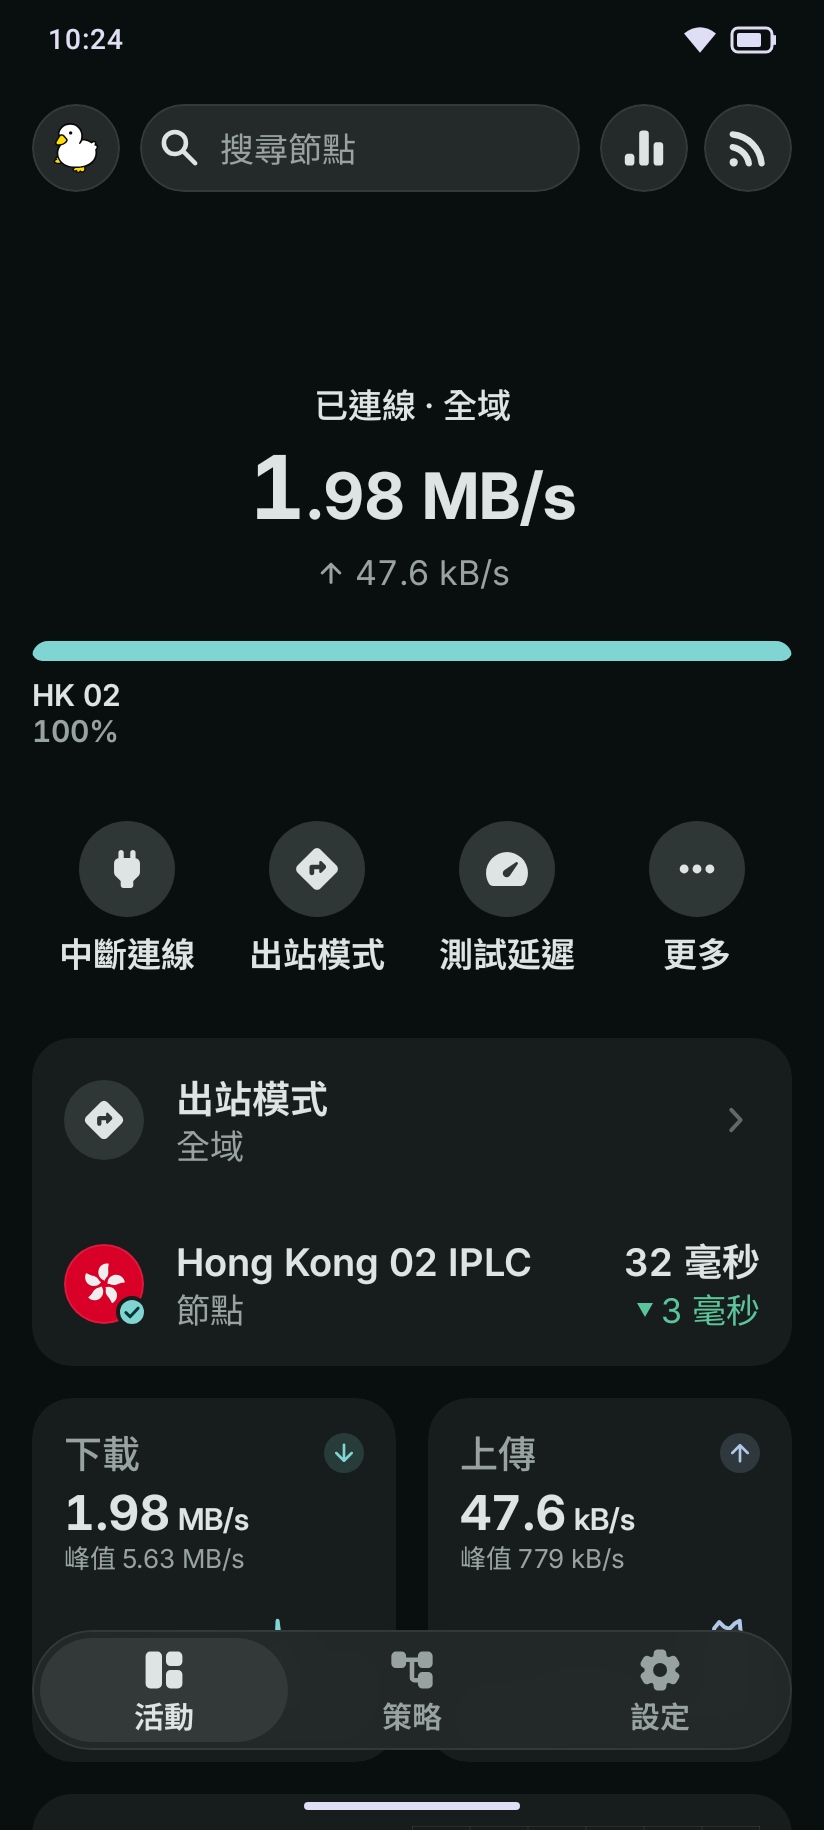 10:24
搜尋節點
已連線 · 全域
1.98 MB/s
↑ 47.6 kB/s
HK 02
100%
中斷連線
出站模式
測試延遲
更多
出站模式
全域
Hong Kong 02 IPLC
32 毫秒
節點
▼3 毫秒
下載
1.98 MB/s
峰值 5.63 MB/s
上傳
47.6 kB/s
峰值 779 kB/s
活動
策略
設定